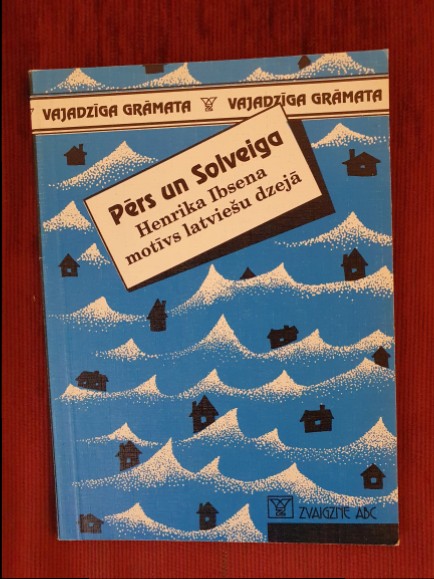 VAJADZĪGA GRĀMATA VAJADZĪGA GRĀMATA
Pērs un Solveiga
Henrika Ibsena
motīvs latviešu dzejā
ZVAIGZNE ABC